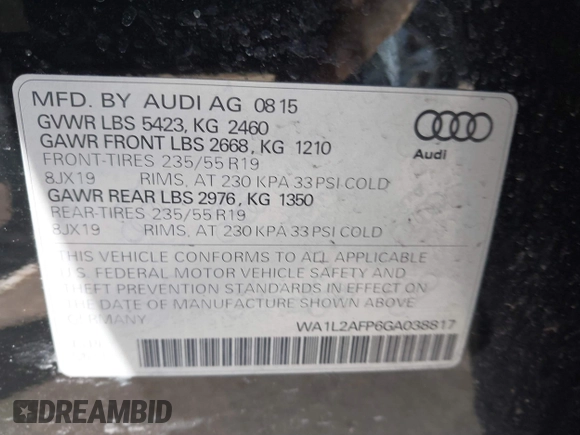 MFD. BY AUDI AG 08 15
GVWR LBS 5423, KG 2460
GAWR FRONT LBS 2668, KG 1210
FRONT-TIRES 235/55 R19
8JX19 RIMS, AT 230 KPA 33 PSI COLD
GAWR REAR LBS 2976, KG 1350
REAR-TIRES 235/55 R19
8JX19 RIMS, AT 230 KPA 33 PSI COLD
Audi
THIS VEHICLE CONFORMS TO ALL APPLICABLE
U.S. FEDERAL MOTOR VEHICLE SAFETY AND
THEFT PREVENTION STANDARDS IN EFFECT ON
THE DATE OF MANUFACTURE SHOWN ABOVE
GERMANY
WA1L2AFP6GA038817
DREAMBID